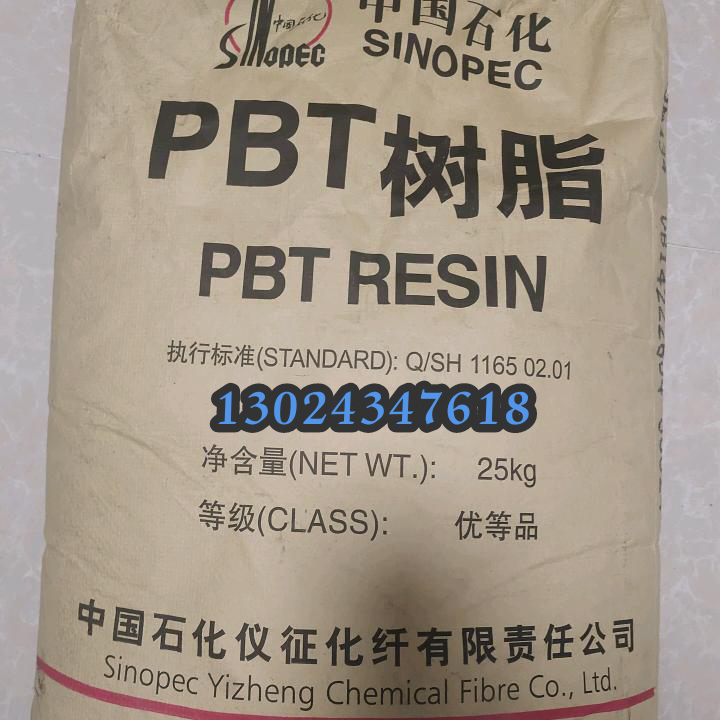 中国石化
SINOPEC
中国石化
SINOPEC
PBT树脂
PBT RESIN
执行标准(STANDARD): Q/SH 1165 02.01
13024347618
净含量(NET WT.): 25kg
等级(CLASS): 优等品
中国石化仪征化纤有限责任公司
Sinopec Yizheng Chemical Fibre Co., Ltd.